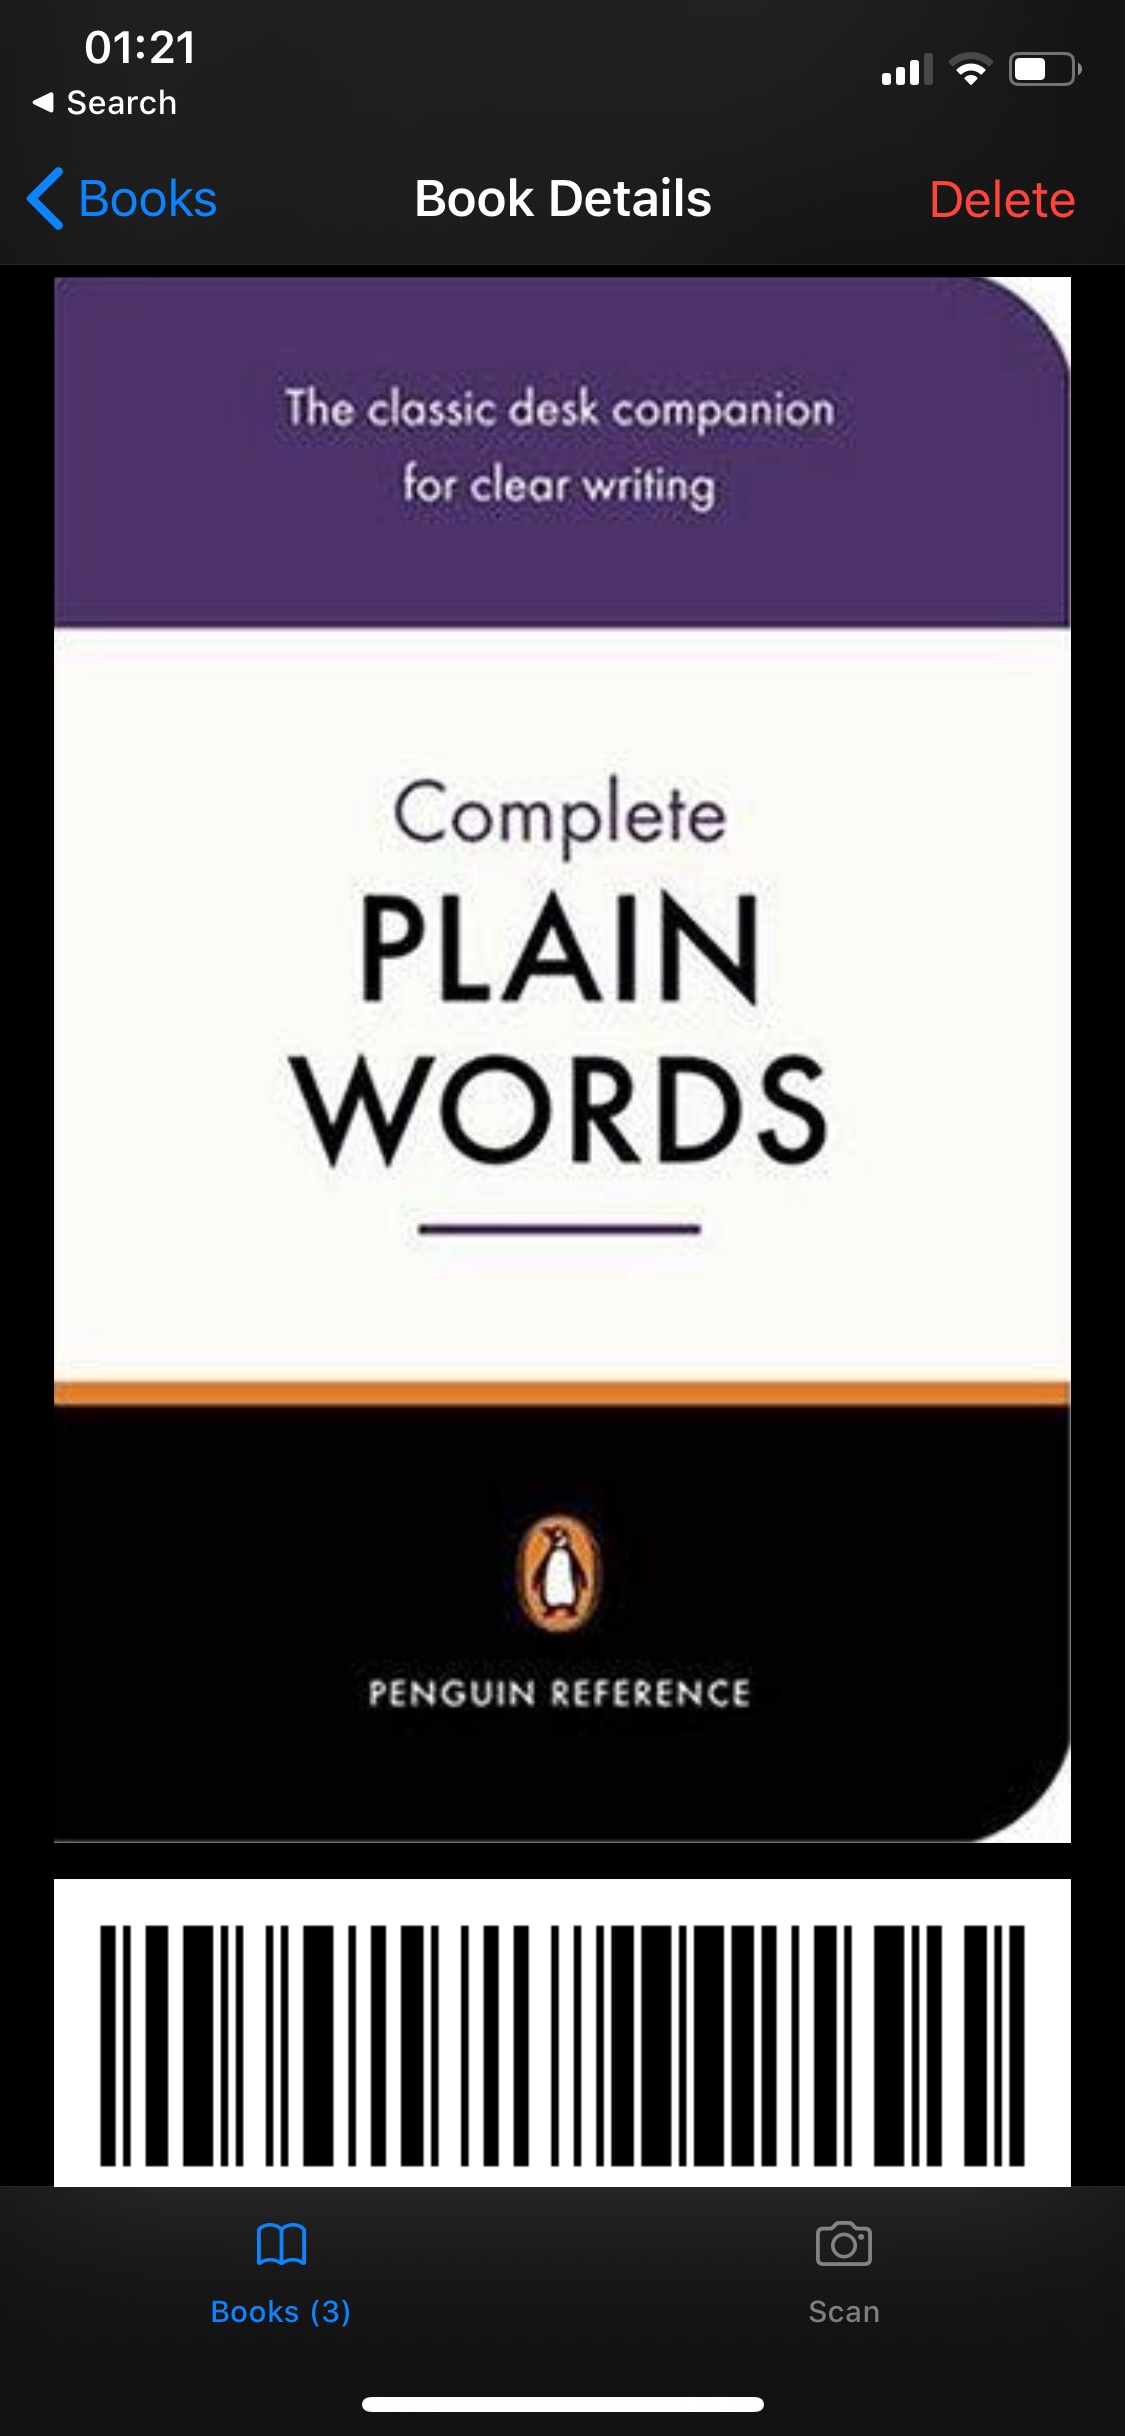 01:21
Search
Books
Book Details
Delete
The classic desk companion
for clear writing
Complete
PLAIN
WORDS
PENGUIN REFERENCE
Books (3)
Scan